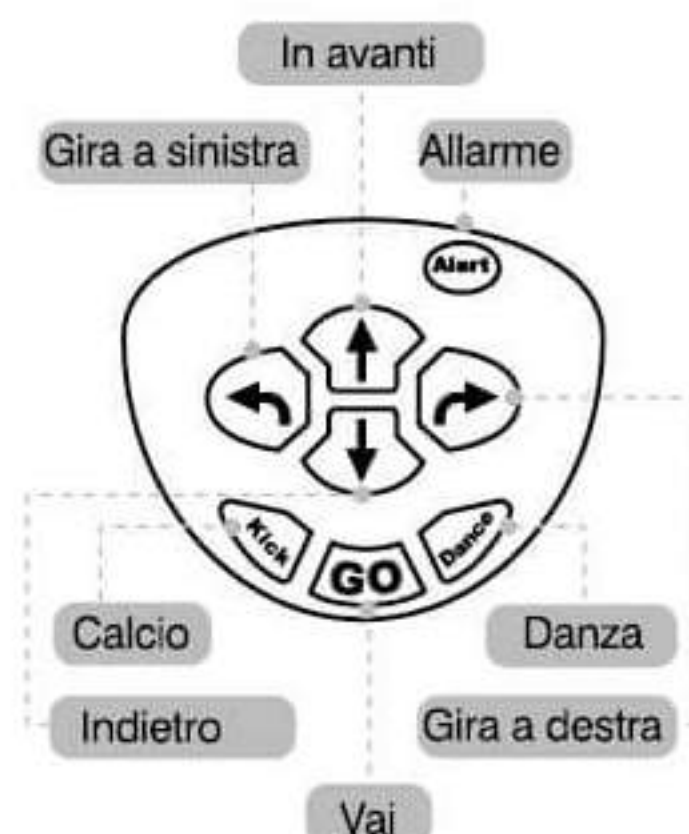 In avanti
Gira a sinistra
Allarme
Alert
Kick
GO
Dance
Calcio
Danza
Indietro
Gira a destra
Vai